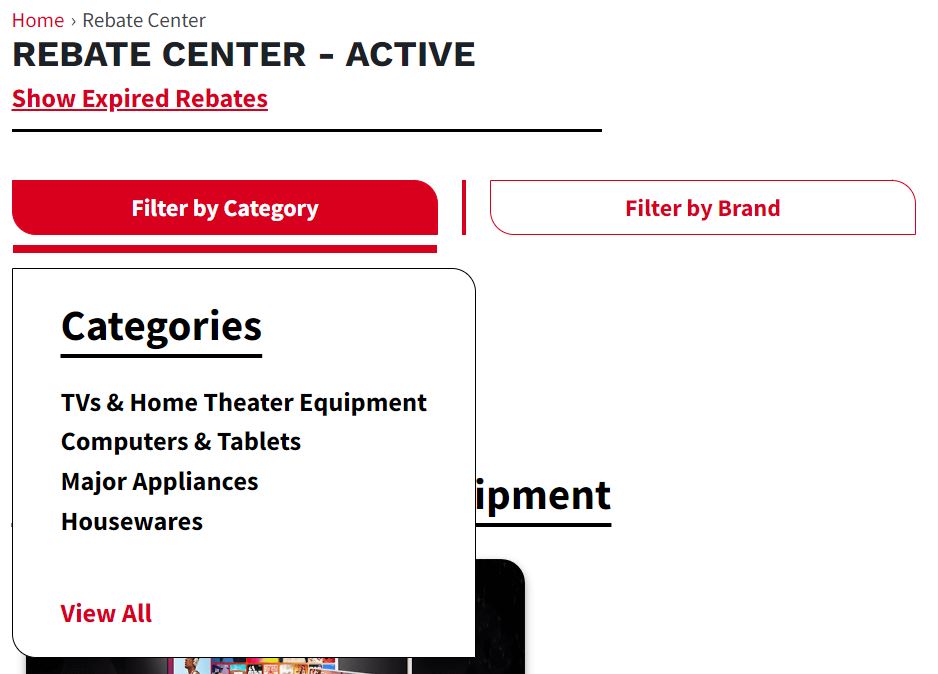 Home › Rebate Center
REBATE CENTER - ACTIVE
Show Expired Rebates
Filter by Category
Filter by Brand
Categories
TVs & Home Theater Equipment
Computers & Tablets
Major Appliances
Housewares
ipment
View All